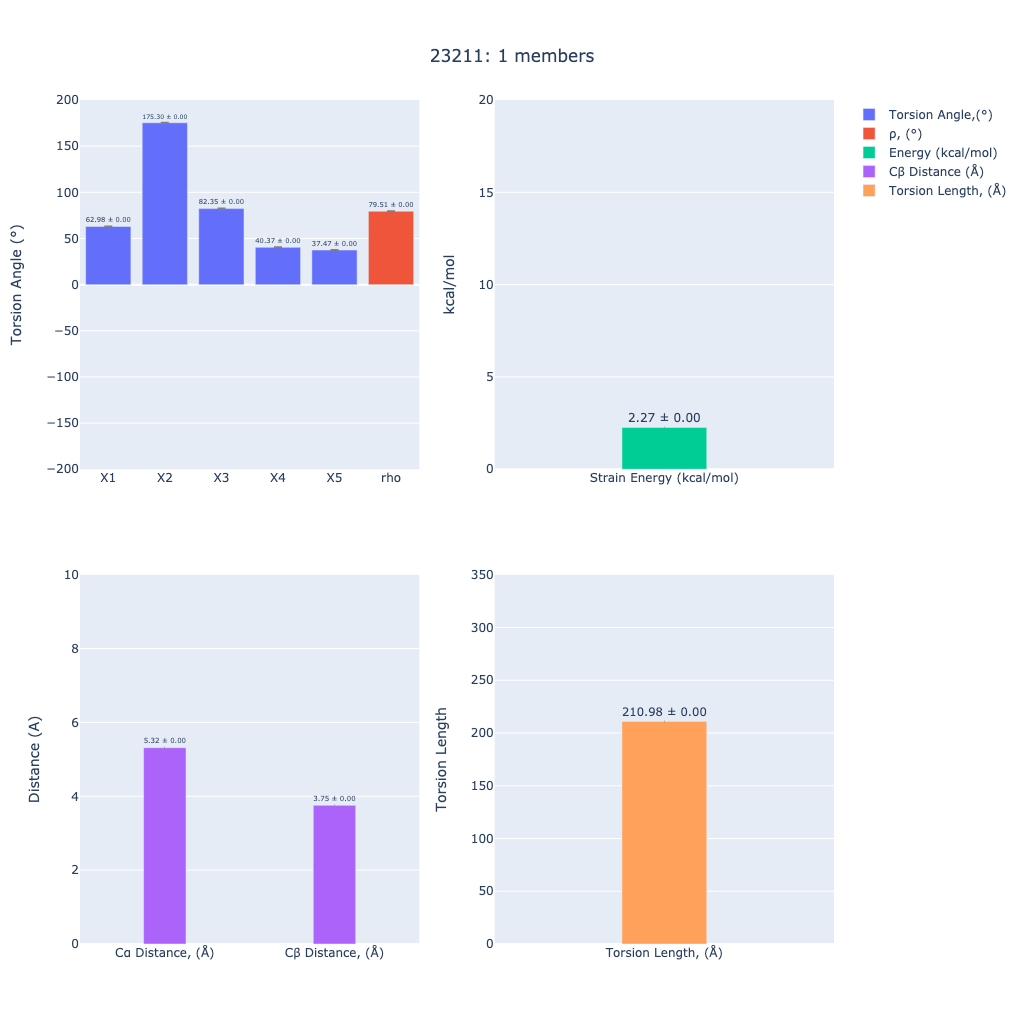 23211: 1 members
Torsion Angle (°)
200
150
100
50
0
−50
−100
−150
−200
62.98 ± 0.00
175.30 ± 0.00
82.35 ± 0.00
40.37 ± 0.00
37.47 ± 0.00
79.51 ± 0.00
X1 X2 X3 X4 X5 rho
kcal/mol
20
15
10
5
0
2.27 ± 0.00
Strain Energy (kcal/mol)
Torsion Angle,(°)
ρ, (°)
Energy (kcal/mol)
Cβ Distance (Å)
Torsion Length, (Å)
Distance (A)
10
8
6
4
2
0
5.32 ± 0.00
3.75 ± 0.00
Cα Distance, (Å) Cβ Distance, (Å)
Torsion Length
350
300
250
200
150
100
50
0
210.98 ± 0.00
Torsion Length, (Å)